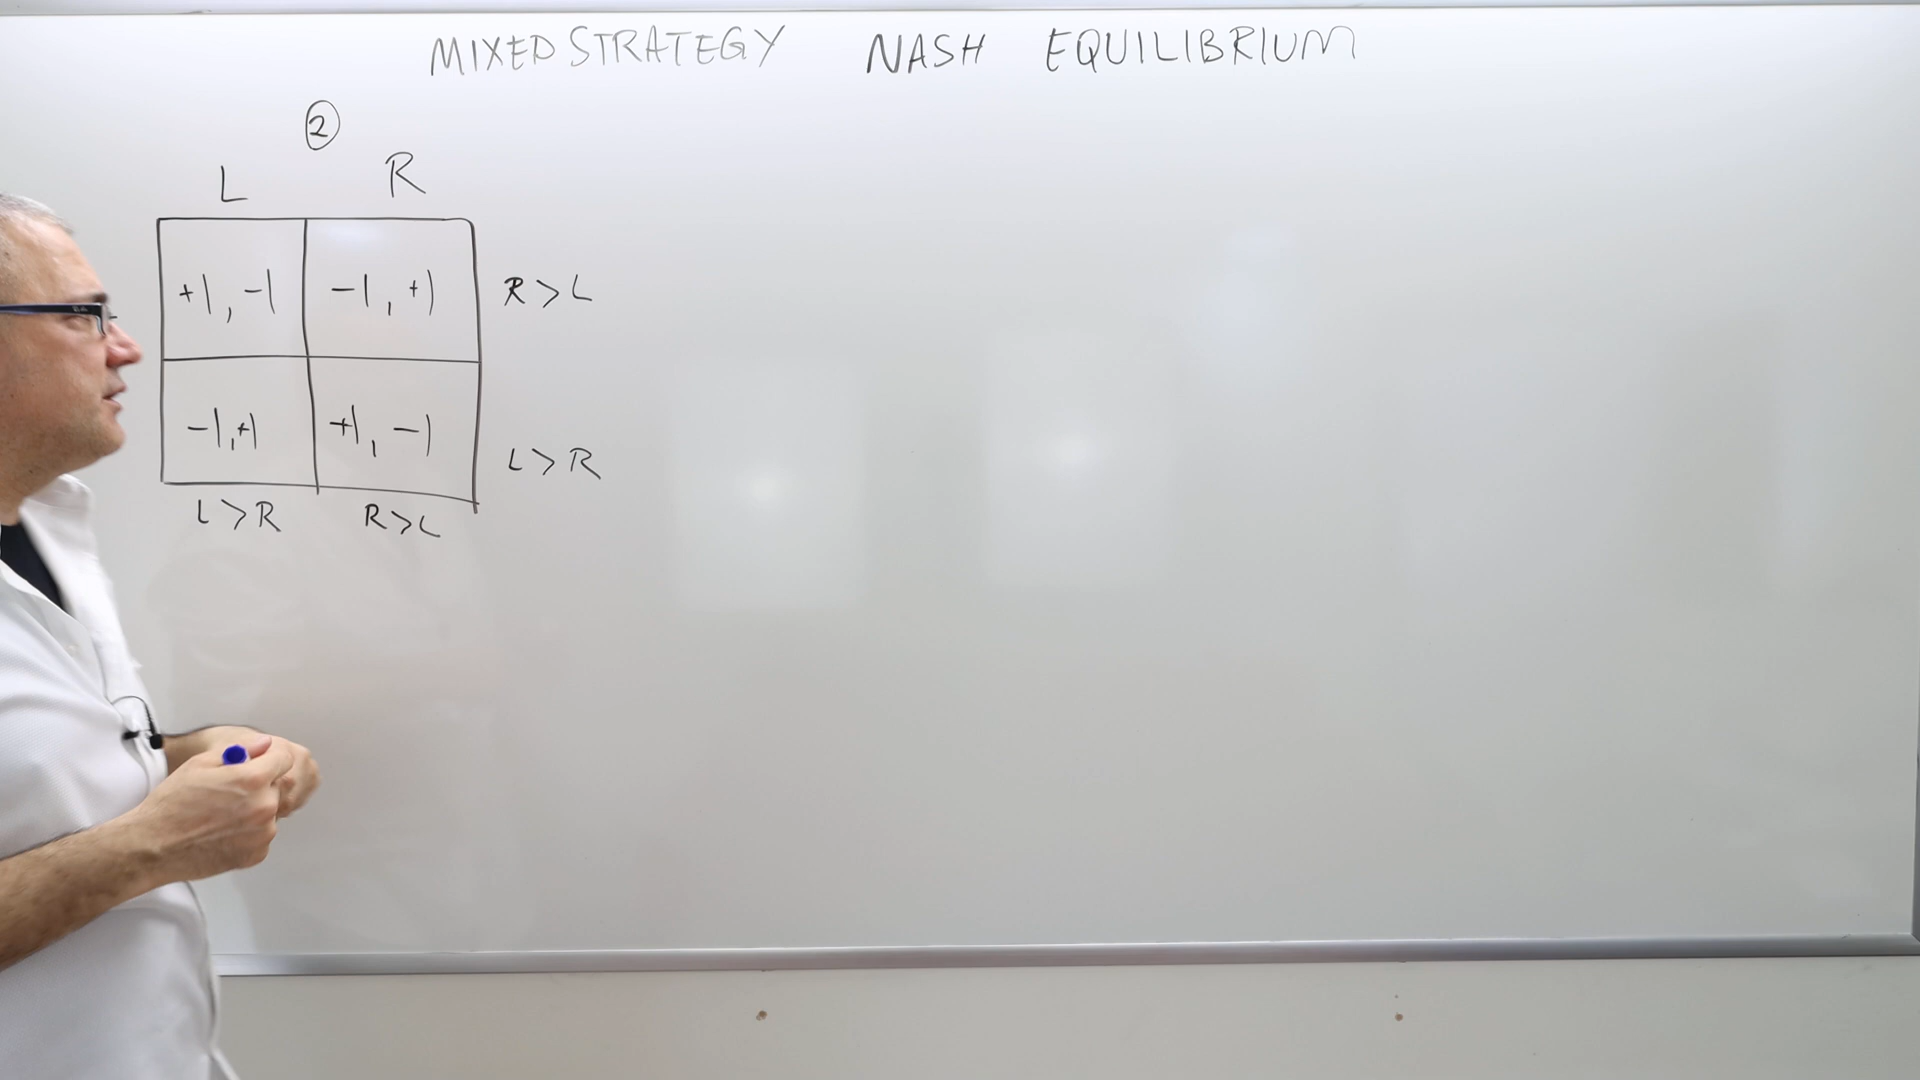 MIXED STRATEGY NASH EQUILIBRIUM
2
L R
+1, -1 -1, +1 R > L
-1, +1 +1, -1 L > R
L > R R > L